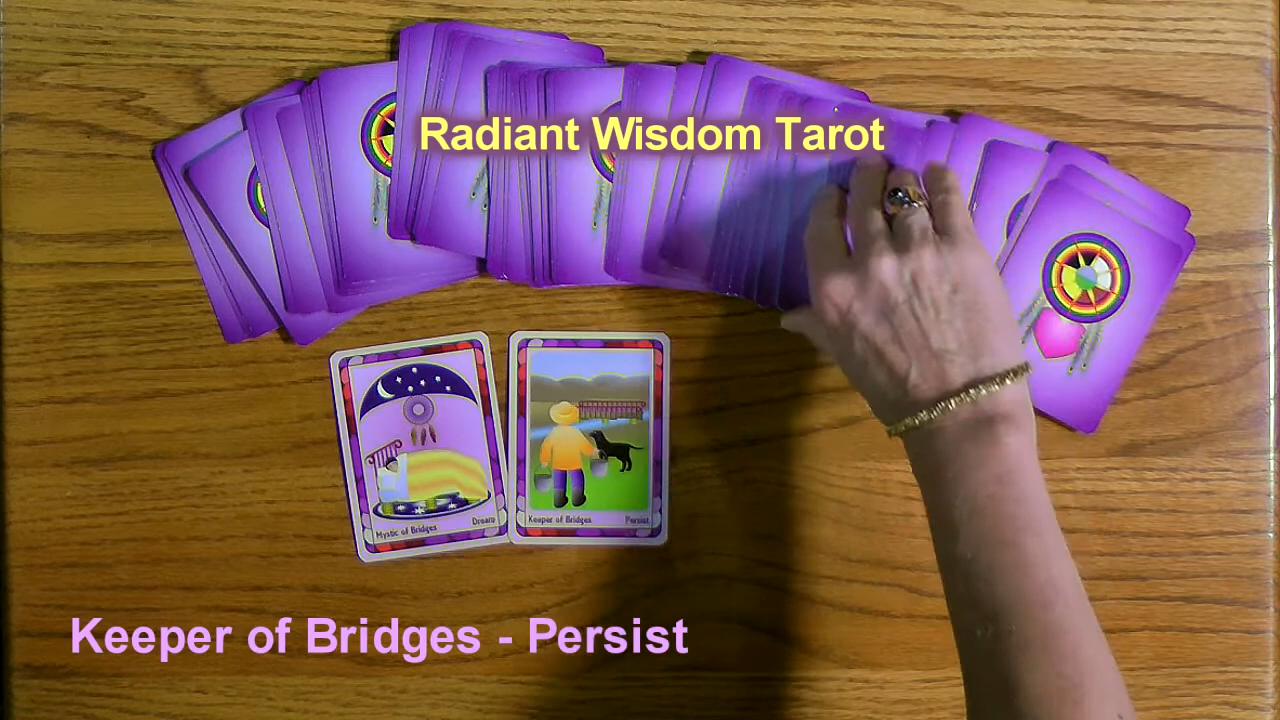 Radiant Wisdom Tarot
Mystic of Bridges Dream
Keeper of Bridges Persist
Keeper of Bridges - Persist